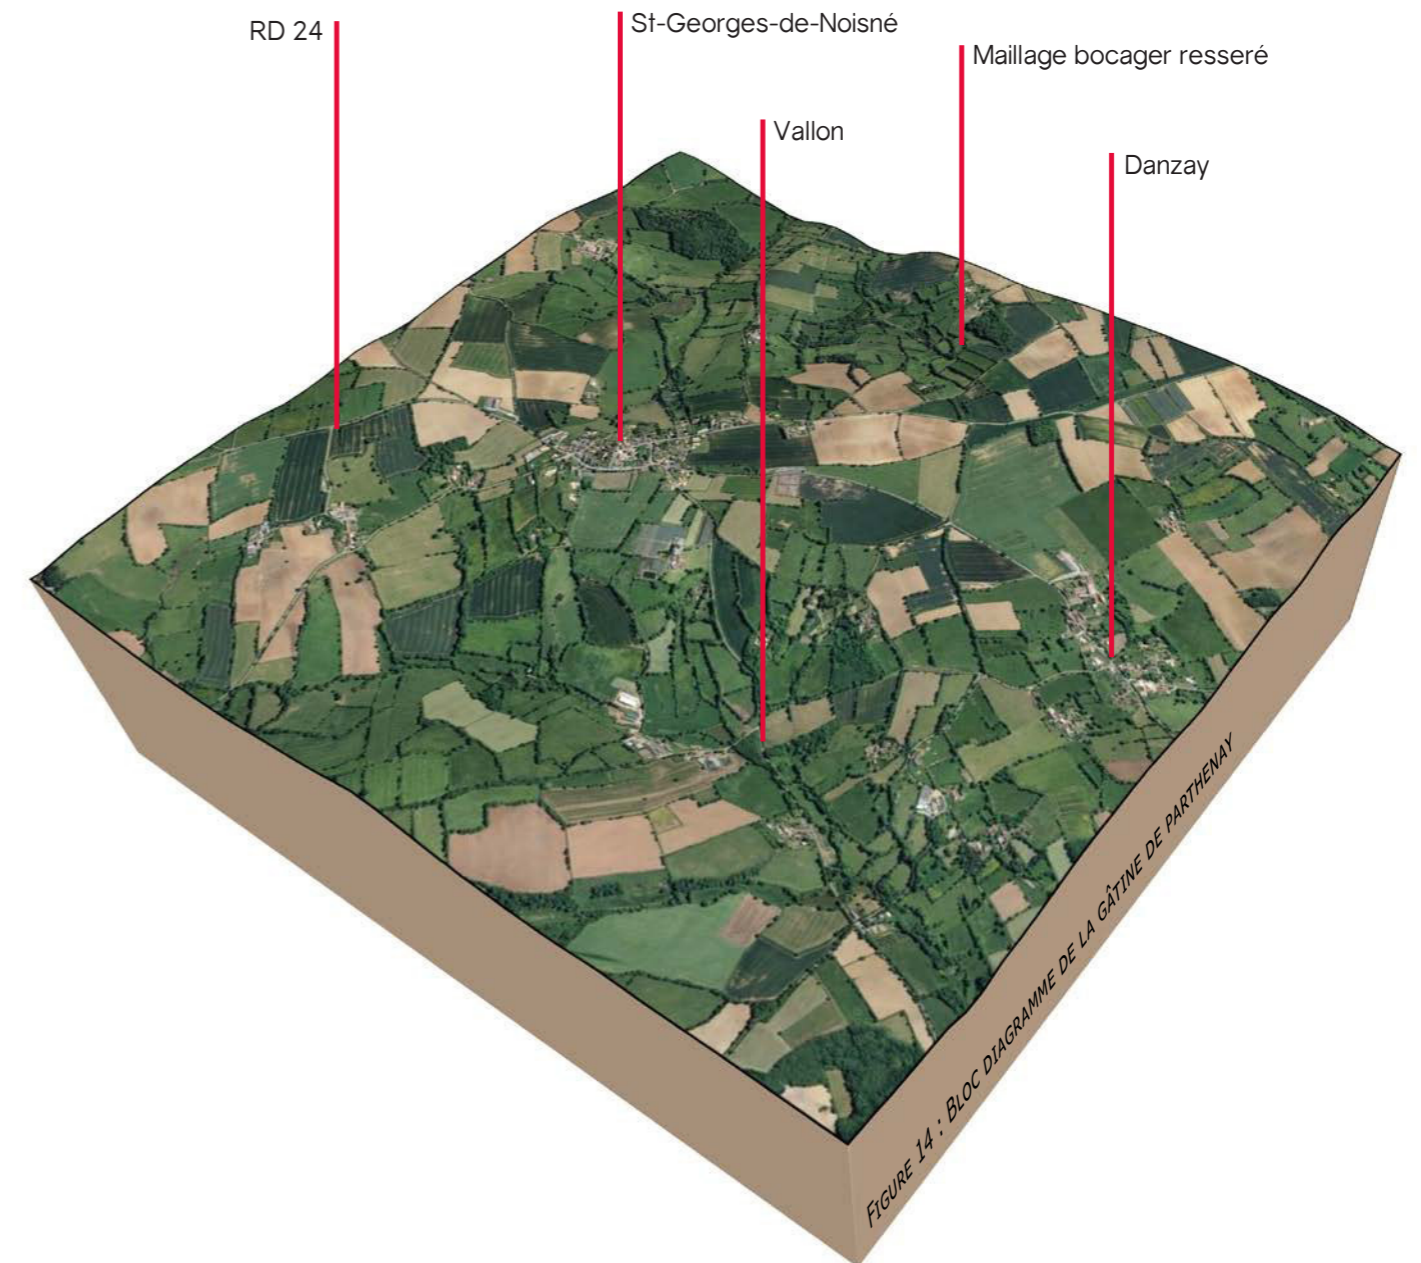 RD 24
St-Georges-de-Noisné
Maillage bocager resseré
Vallon
Danzay
Figure 14 : Bloc diagramme de la gâtine de parthenay